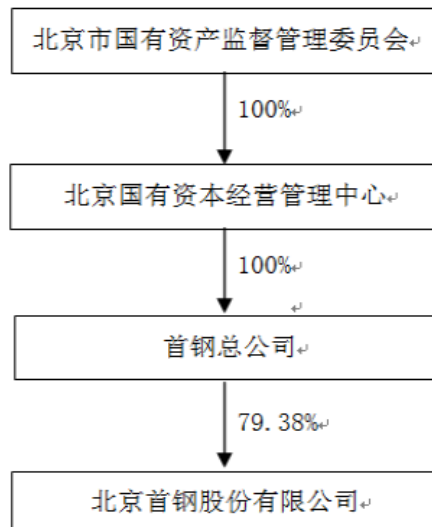 北京市国有资产监督管理委员会
100%
北京国有资本经营管理中心
100%
首钢总公司
79.38%
北京首钢股份有限公司